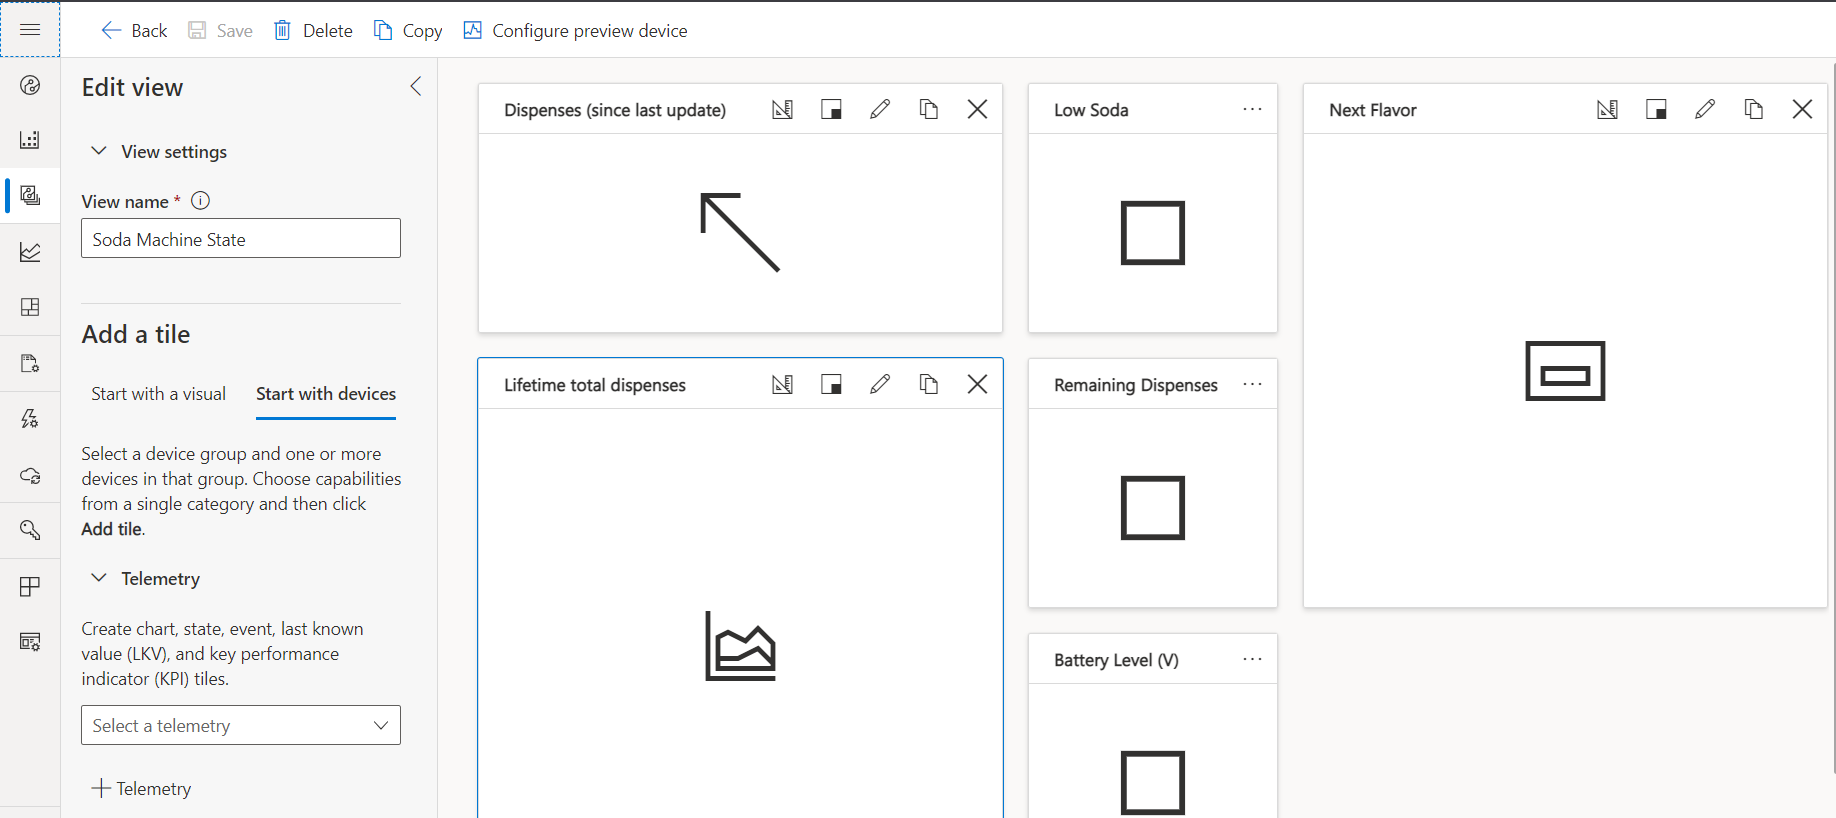 Back Save Delete Copy Configure preview device
Edit view
View settings
View name *
Soda Machine State
Add a tile
Start with a visual Start with devices
Select a device group and one or more
devices in that group. Choose capabilities
from a single category and then click
Add tile.
Telemetry
Create chart, state, event, last known
value (LKV), and key performance
indicator (KPI) tiles.
Select a telemetry
Telemetry
Dispenses (since last update)
Low Soda
Next Flavor
Lifetime total dispenses
Remaining Dispenses
Battery Level (V)